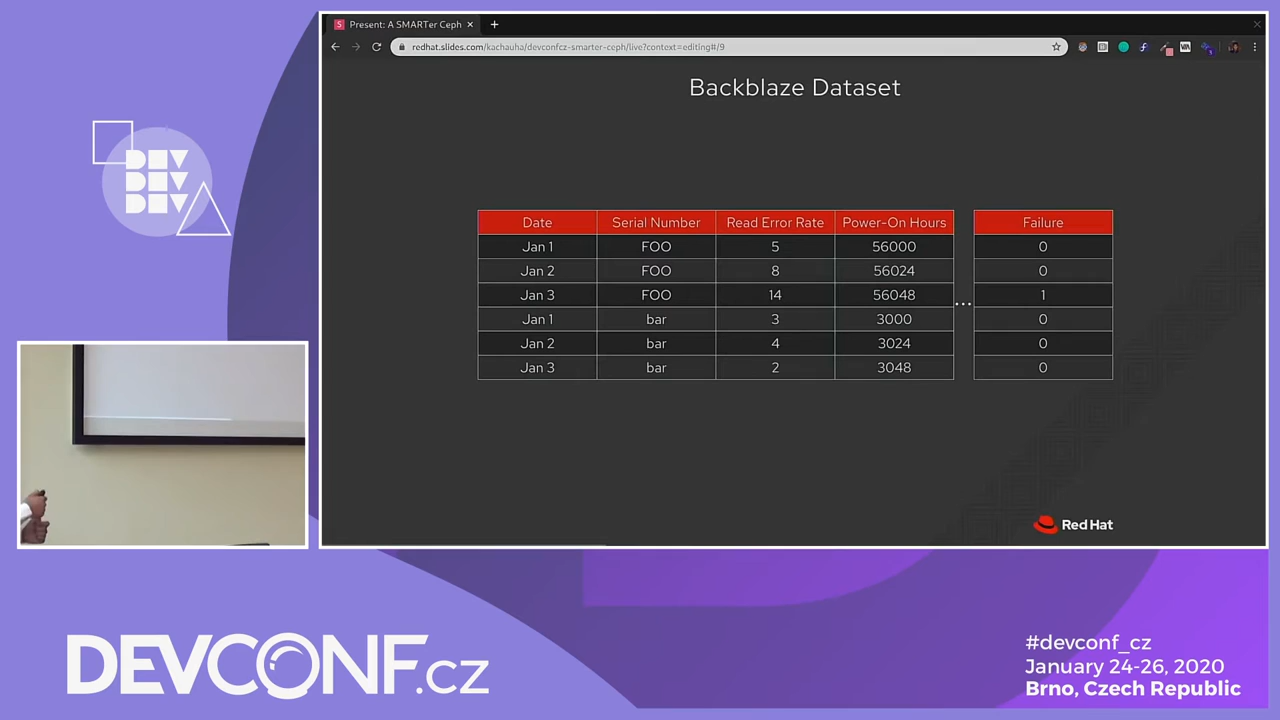 Present: A SMARTer Ceph
redhat.slides.com/kachauha/devconfcz-smarter-ceph/live?context=editing#/9
DEV
DEV
DEV
Backblaze Dataset
Date Serial Number Read Error Rate Power-On Hours Failure
Jan 1 FOO 5 56000 0
Jan 2 FOO 8 56024 0
Jan 3 FOO 14 56048 ... 1
Jan 1 bar 3 3000 0
Jan 2 bar 4 3024 0
Jan 3 bar 2 3048 0
Red Hat
DEVCONF.cz
#devconf_cz
January 24-26, 2020
Brno, Czech Republic